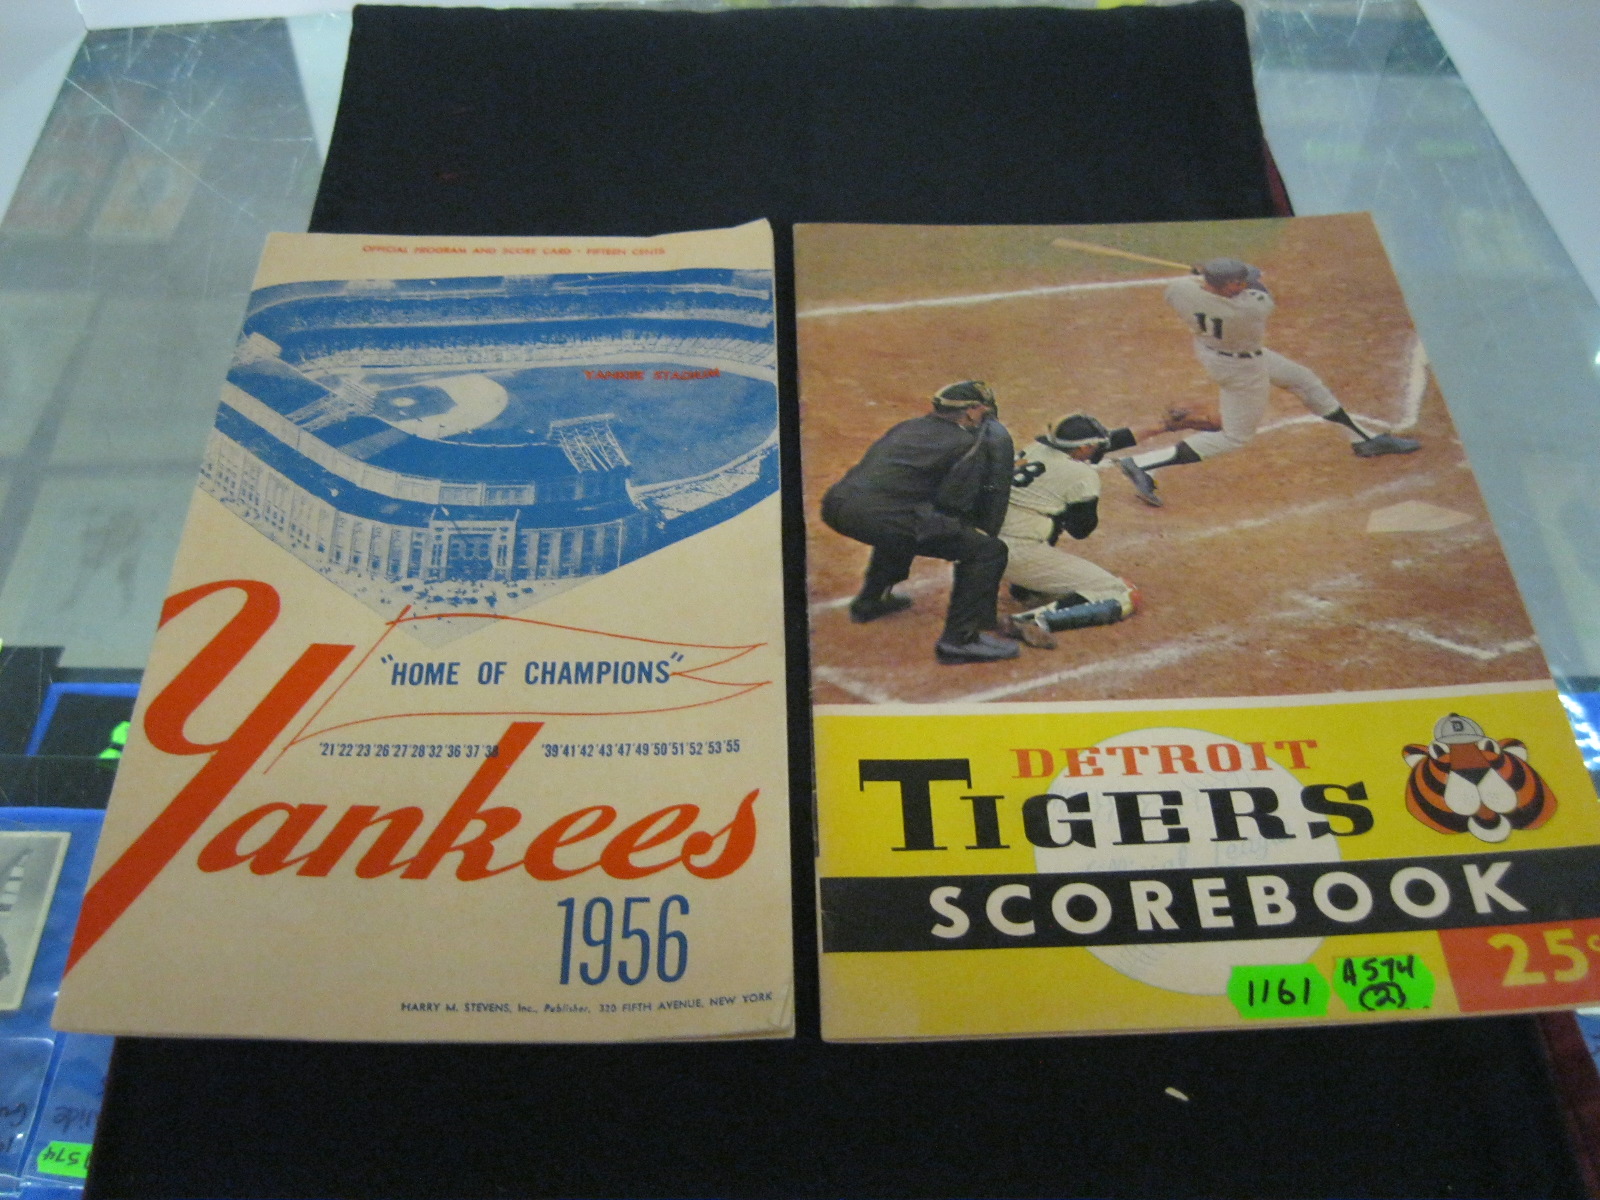 OFFICIAL PROGRAM AND SCORE CARD · FIFTEEN CENTS
YANKEE STADIUM
"HOME OF CHAMPIONS"
'21'22'23'26'27'28'32'36'37'38 '39'41'42'43'47'49'50'51'52'53'55
Yankees
1956
HARRY M. STEVENS, Inc., Publisher, 320 FIFTH AVENUE, NEW YORK
11
8
DETROIT
TIGERS
SCOREBOOK
25¢
1161
A574
(2)